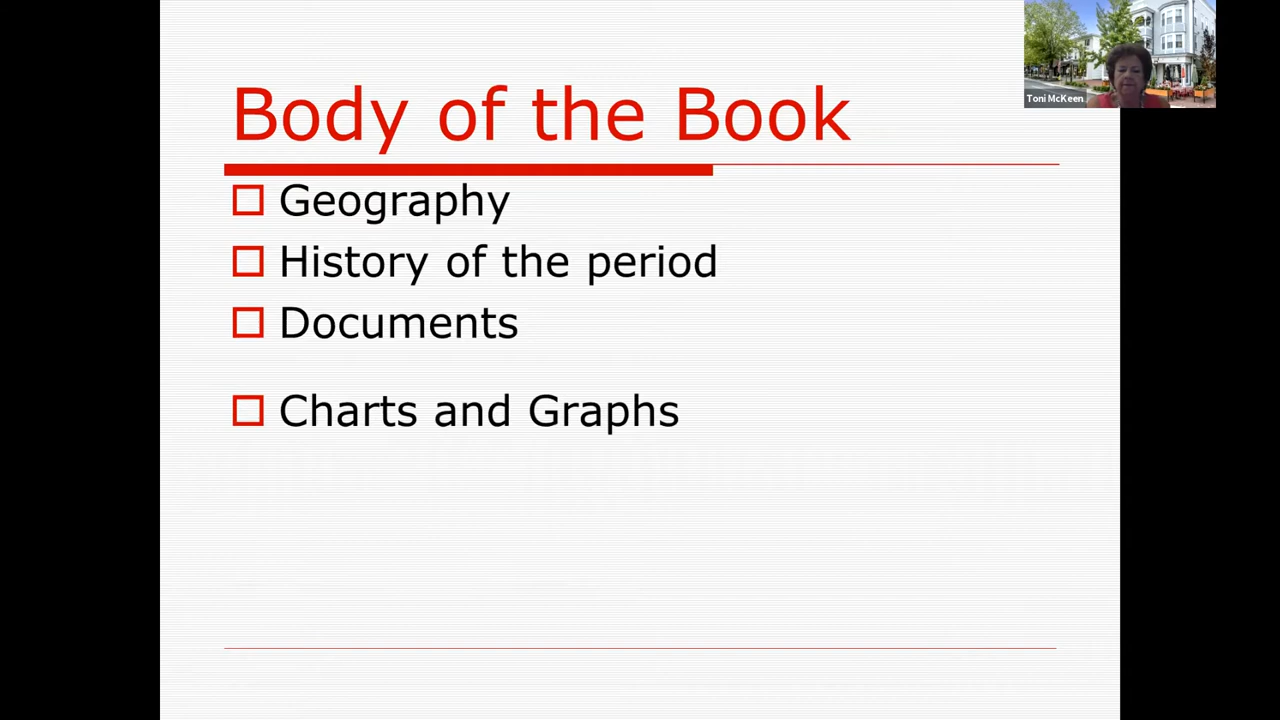 Body of the Book
Geography
History of the period
Documents
Charts and Graphs
Toni McKeen